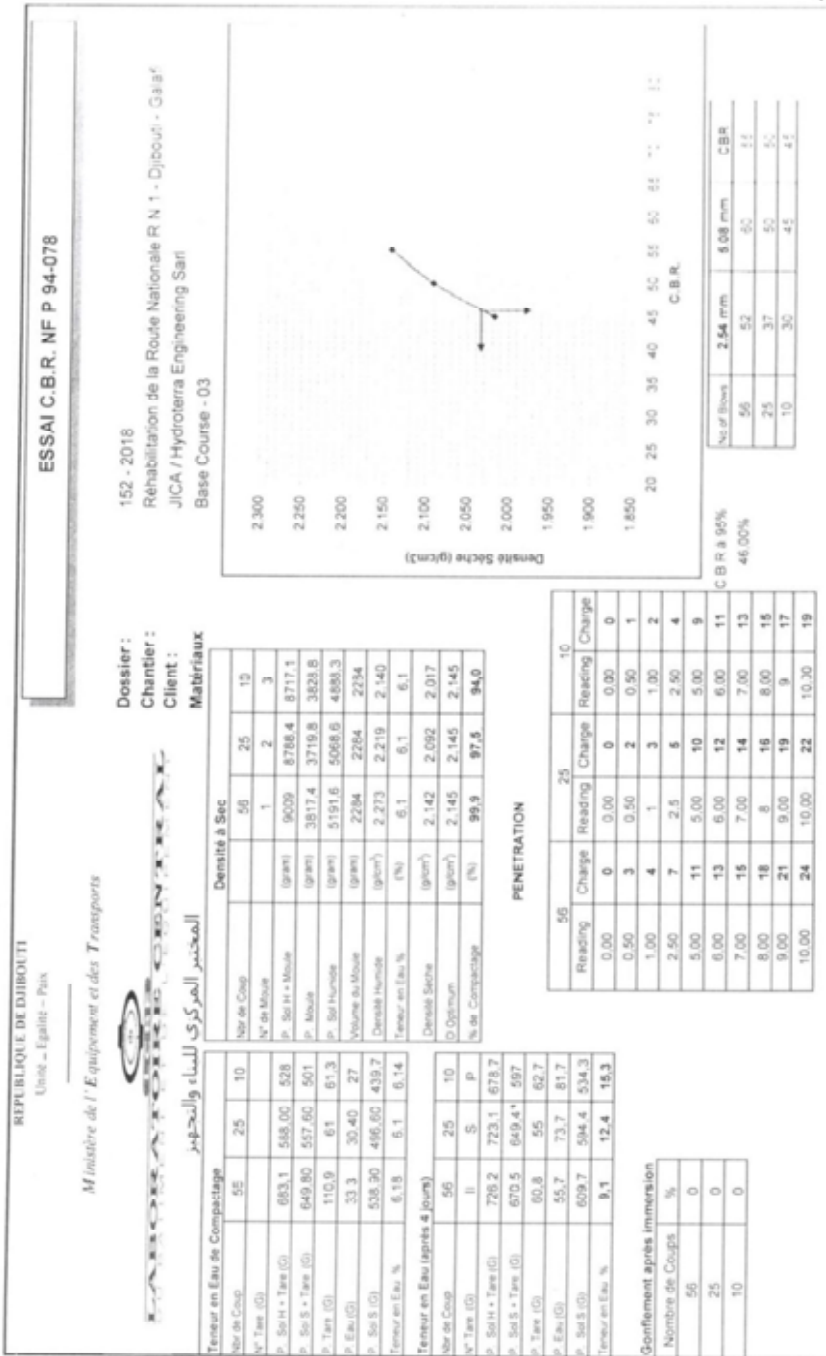 REPUBLIQUE DE DJIBOUTI
Unité _ Egalité – Paix
Ministère de l'Equipement et des Transports
LABORATOIRE CENTRAL
المختبر المركزي للبناء والتجهيز
ESSAI C.B.R. NF P 94-078
Dossier : 152 - 2018
Chantier : Réhabilitation de la Route Nationale R N 1 - Djibouti - Galafi
Client : JICA / Hydroterra Engineering Sarl
Matériaux Base Course - 03
Teneur en Eau de Compactage
Nbr de Coup 56 25 10
N° Tare (G)
P. Sol H + Tare (G) 683,1 588,00 528
P. Sol S + Tare (G) 649,80 557,60 501
P. Tare (G) 110,9 61 61,3
P. Eau (G) 33.3 30,40 27
P. Sol S (G) 538,90 496,60 439,7
Teneur en Eau % 6,18 6.1 6,14
Teneur en Eau (après 4 jours)
Nbr de Coup 56 25 10
N° Tare (G) II S P
P. Sol H + Tare (G) 726.2 723.1 678.7
P. Sol S + Tare (G) 670.5 649.4 597
P. Tare (G) 60,8 55 62,7
P. Eau (G) 55,7 73,7 81,7
P. Sol S (G) 609.7 594.4 534.3
Teneur en Eau % 9,1 12,4 15,3
Gonflement après immersion
Nombre de Coups %
56 0
25 0
10 0
Densité à Sec
Nbr de Coup 56 25 10
N° de Moule 1 2 3
P. Sol H + Moule (gram) 9009 8788,4 8717,1
P. Moule (gram) 3817,4 3719,8 3828,8
P. Sol Humide (gram) 5191,6 5068,6 4888,3
Volume du Moule (gram) 2284 2284 2284
Densité Humide (g/cm³) 2.273 2.219 2.140
Teneur en Eau % (%) 6.1 6,1 6,1
Densité Sèche (g/cm³) 2.142 2.092 2.017
D.Optimum (g/cm³) 2.145 2.145 2.145
% de Compactage (%) 99,9 97,5 94,0
PENETRATION
56 25 10
Reading Charge Reading Charge Reading Charge
0.00 0 0.00 0 0.00 0
0.50 3 0.50 2 0.50 1
1,00 4 1 3 1.00 2
2,50 7 2.5 5 2.50 4
5,00 11 5,00 10 5.00 9
6,00 13 6,00 12 6.00 11
7,00 15 7,00 14 7.00 13
8,00 18 8 16 8.00 15
9,00 21 9,00 19 9 17
10,00 24 10,00 22 10,00 19
Densité Sèche (g/cm3)
2.300
2.250
2.200
2.150
2.100
2.050
2.000
1.950
1.900
1.850
20 25 30 35 40 45 50 55 60 65 70
C.B.R.
C B R à 95%
46.00%
No of Blows 2.54 mm 5.08 mm CBR
56 52 60
25 37 50 50
10 30 45 45